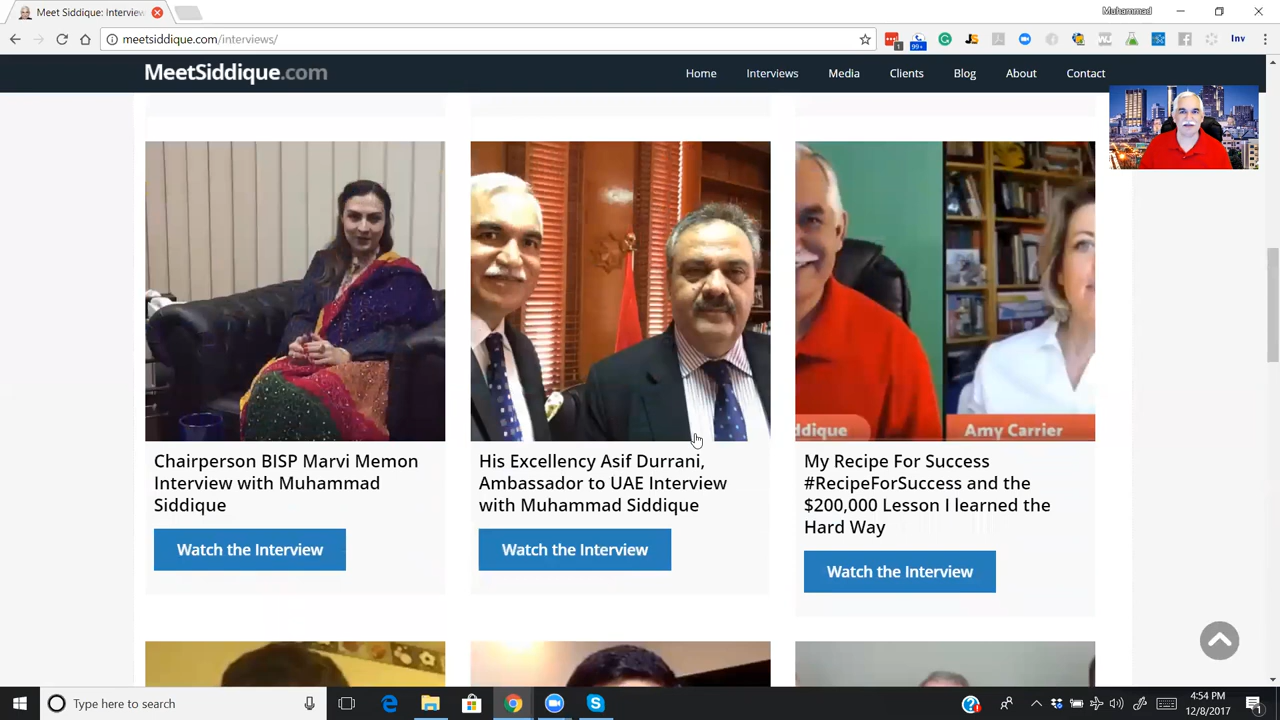 Meet Siddique: Interview
Muhammad
meetsiddique.com/interviews/
1
99+
Inv
MeetSiddique.com
Home
Interviews
Media
Clients
Blog
About
Contact
ddique
Amy Carrier
Chairperson BISP Marvi Memon
Interview with Muhammad
Siddique
Watch the Interview
His Excellency Asif Durrani,
Ambassador to UAE Interview
with Muhammad Siddique
Watch the Interview
My Recipe For Success
#RecipeForSuccess and the
$200,000 Lesson I learned the
Hard Way
Watch the Interview
Type here to search
4:54 PM
12/8/2017